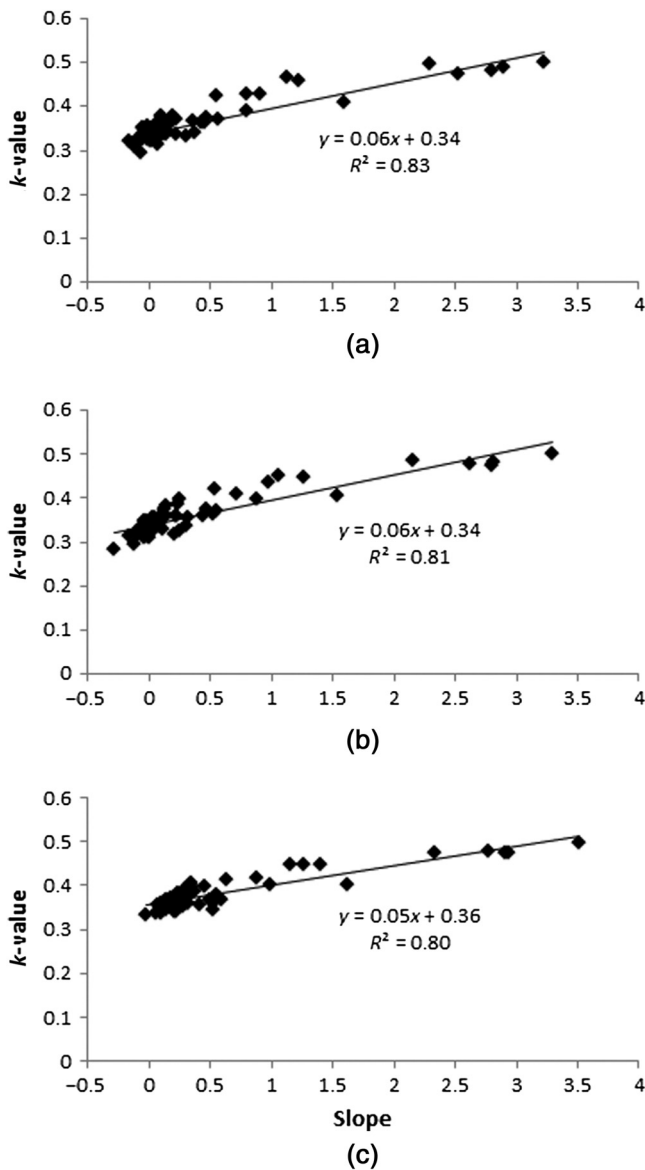 0.6
0.5
0.4
0.3
0.2
0.1
0
k-value
y = 0.06x + 0.34
R² = 0.83
−0.5 0 0.5 1 1.5 2 2.5 3 3.5 4
(a)
0.6
0.5
0.4
0.3
0.2
0.1
0
k-value
y = 0.06x + 0.34
R² = 0.81
−0.5 0 0.5 1 1.5 2 2.5 3 3.5 4
(b)
0.6
0.5
0.4
0.3
0.2
0.1
0
k-value
y = 0.05x + 0.36
R² = 0.80
−0.5 0 0.5 1 1.5 2 2.5 3 3.5 4
Slope
(c)